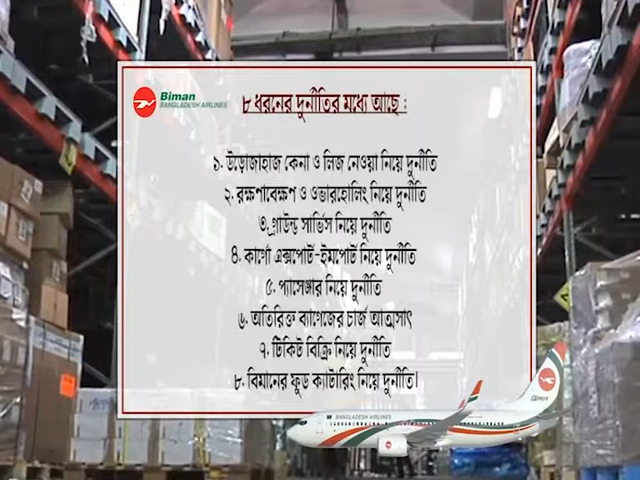 Biman
BANGLADESH AIRLINES
৮ ধরনের দুর্নীতির মধ্যে আছে :
১. উড়োজাহাজ কেনা ও লিজ নেওয়া নিয়ে দুর্নীতি
২. রক্ষণাবেক্ষণ ও ওভারহোলিং নিয়ে দুর্নীতি
৩. গ্রাউন্ড সার্ভিস নিয়ে দুর্নীতি
৪. কার্গো এক্সপোর্ট-ইমপোর্ট নিয়ে দুর্নীতি
৫. প্যাসেঞ্জার নিয়ে দুর্নীতি
৬. অতিরিক্ত ব্যাগেজের চার্জ আত্মসাৎ
৭. টিকিট বিক্রি নিয়ে দুর্নীতি
৮. বিমানের ফুড ক্যাটারিং নিয়ে দুর্নীতি।
BANGLADESH AIRLINES